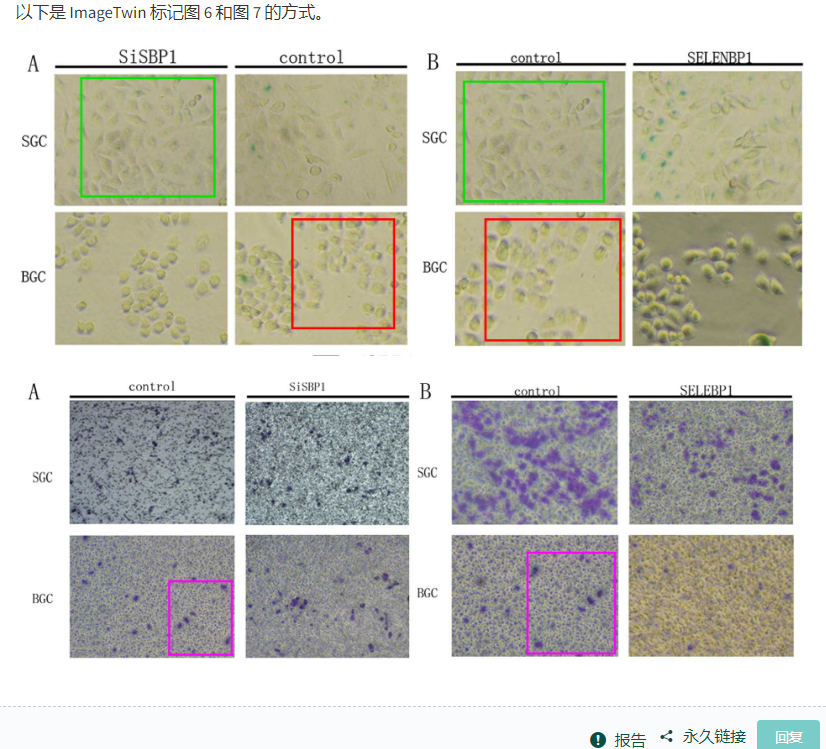 以下是 ImageTwin 标记图 6 和图 7 的方式。
A SiSBP1 control B control SELENBP1
SGC SGC
BGC BGC
A control SiSBP1 B control SELEBP1
SGC SGC
BGC BGC
报告 永久链接 回复